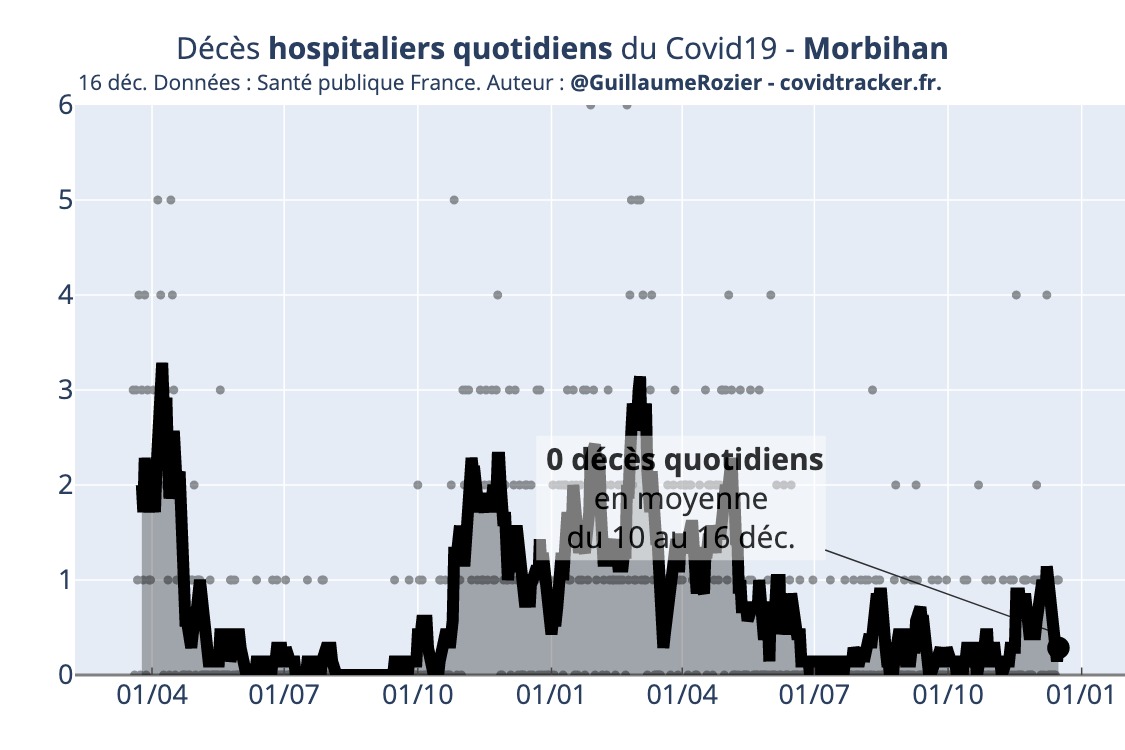 Décès hospitaliers quotidiens du Covid19 - Morbihan
16 déc. Données : Santé publique France. Auteur : @GuillaumeRozier - covidtracker.fr.
6
5
4
3
2
1
0
0 décès quotidiens
en moyenne
du 10 au 16 déc.
01/04 01/07 01/10 01/01 01/04 01/07 01/10 01/01